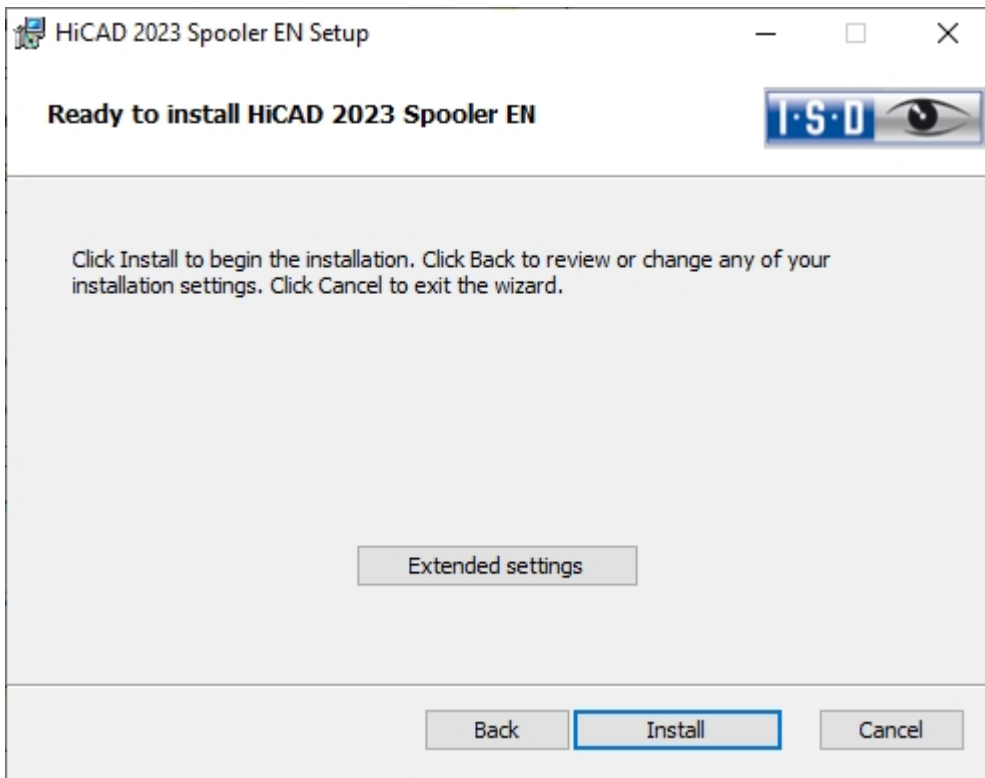 HiCAD 2023 Spooler EN Setup
Ready to install HiCAD 2023 Spooler EN
I·S·D
Click Install to begin the installation. Click Back to review or change any of your
installation settings. Click Cancel to exit the wizard.
Extended settings
Back Install Cancel